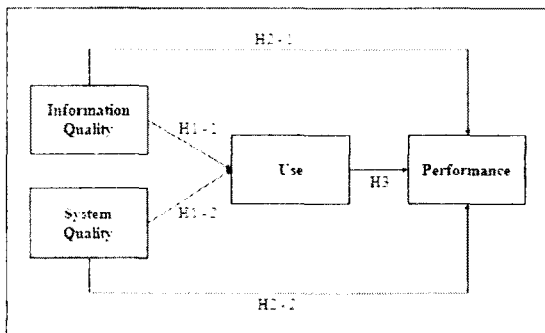 H2 - 1
Information
Quality
H1 - 1
Use
H3
Performance
System
Quality
H1 - 2
H2 - 2